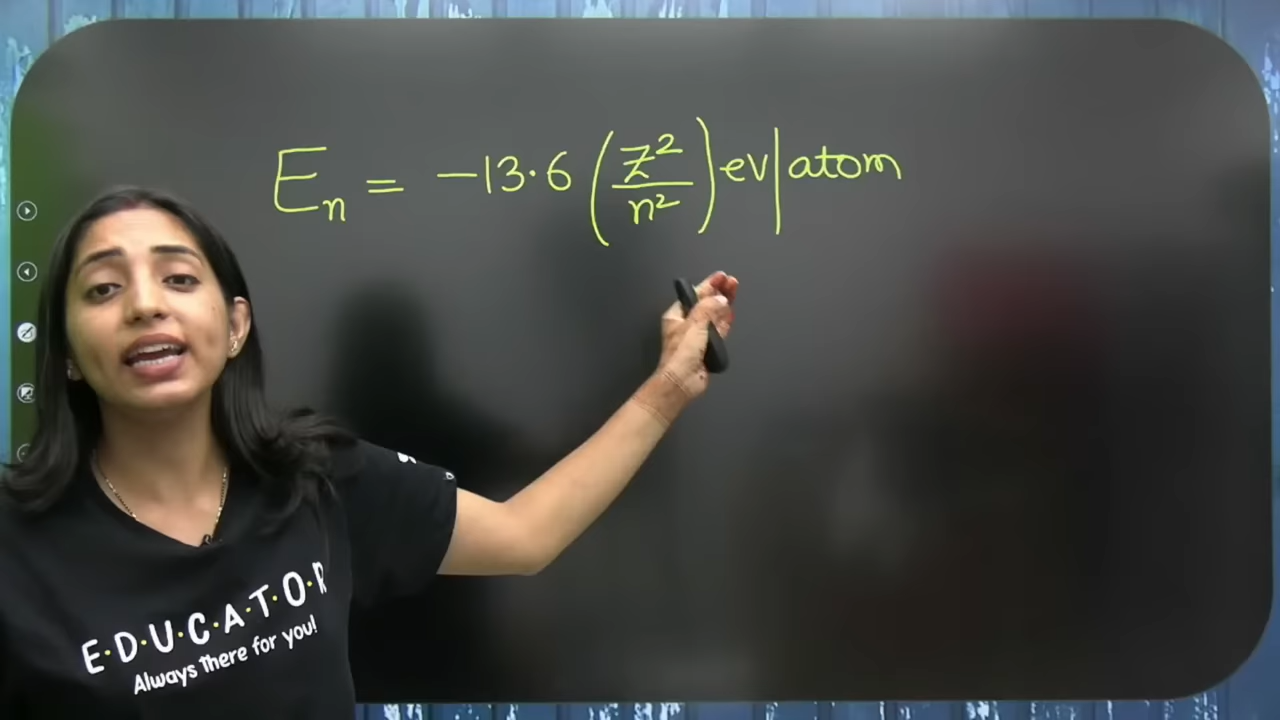 Eₙ = −13.6 (Z²/n²) ev|atom
E·D·U·C·A·T·O·R
Always There for you!